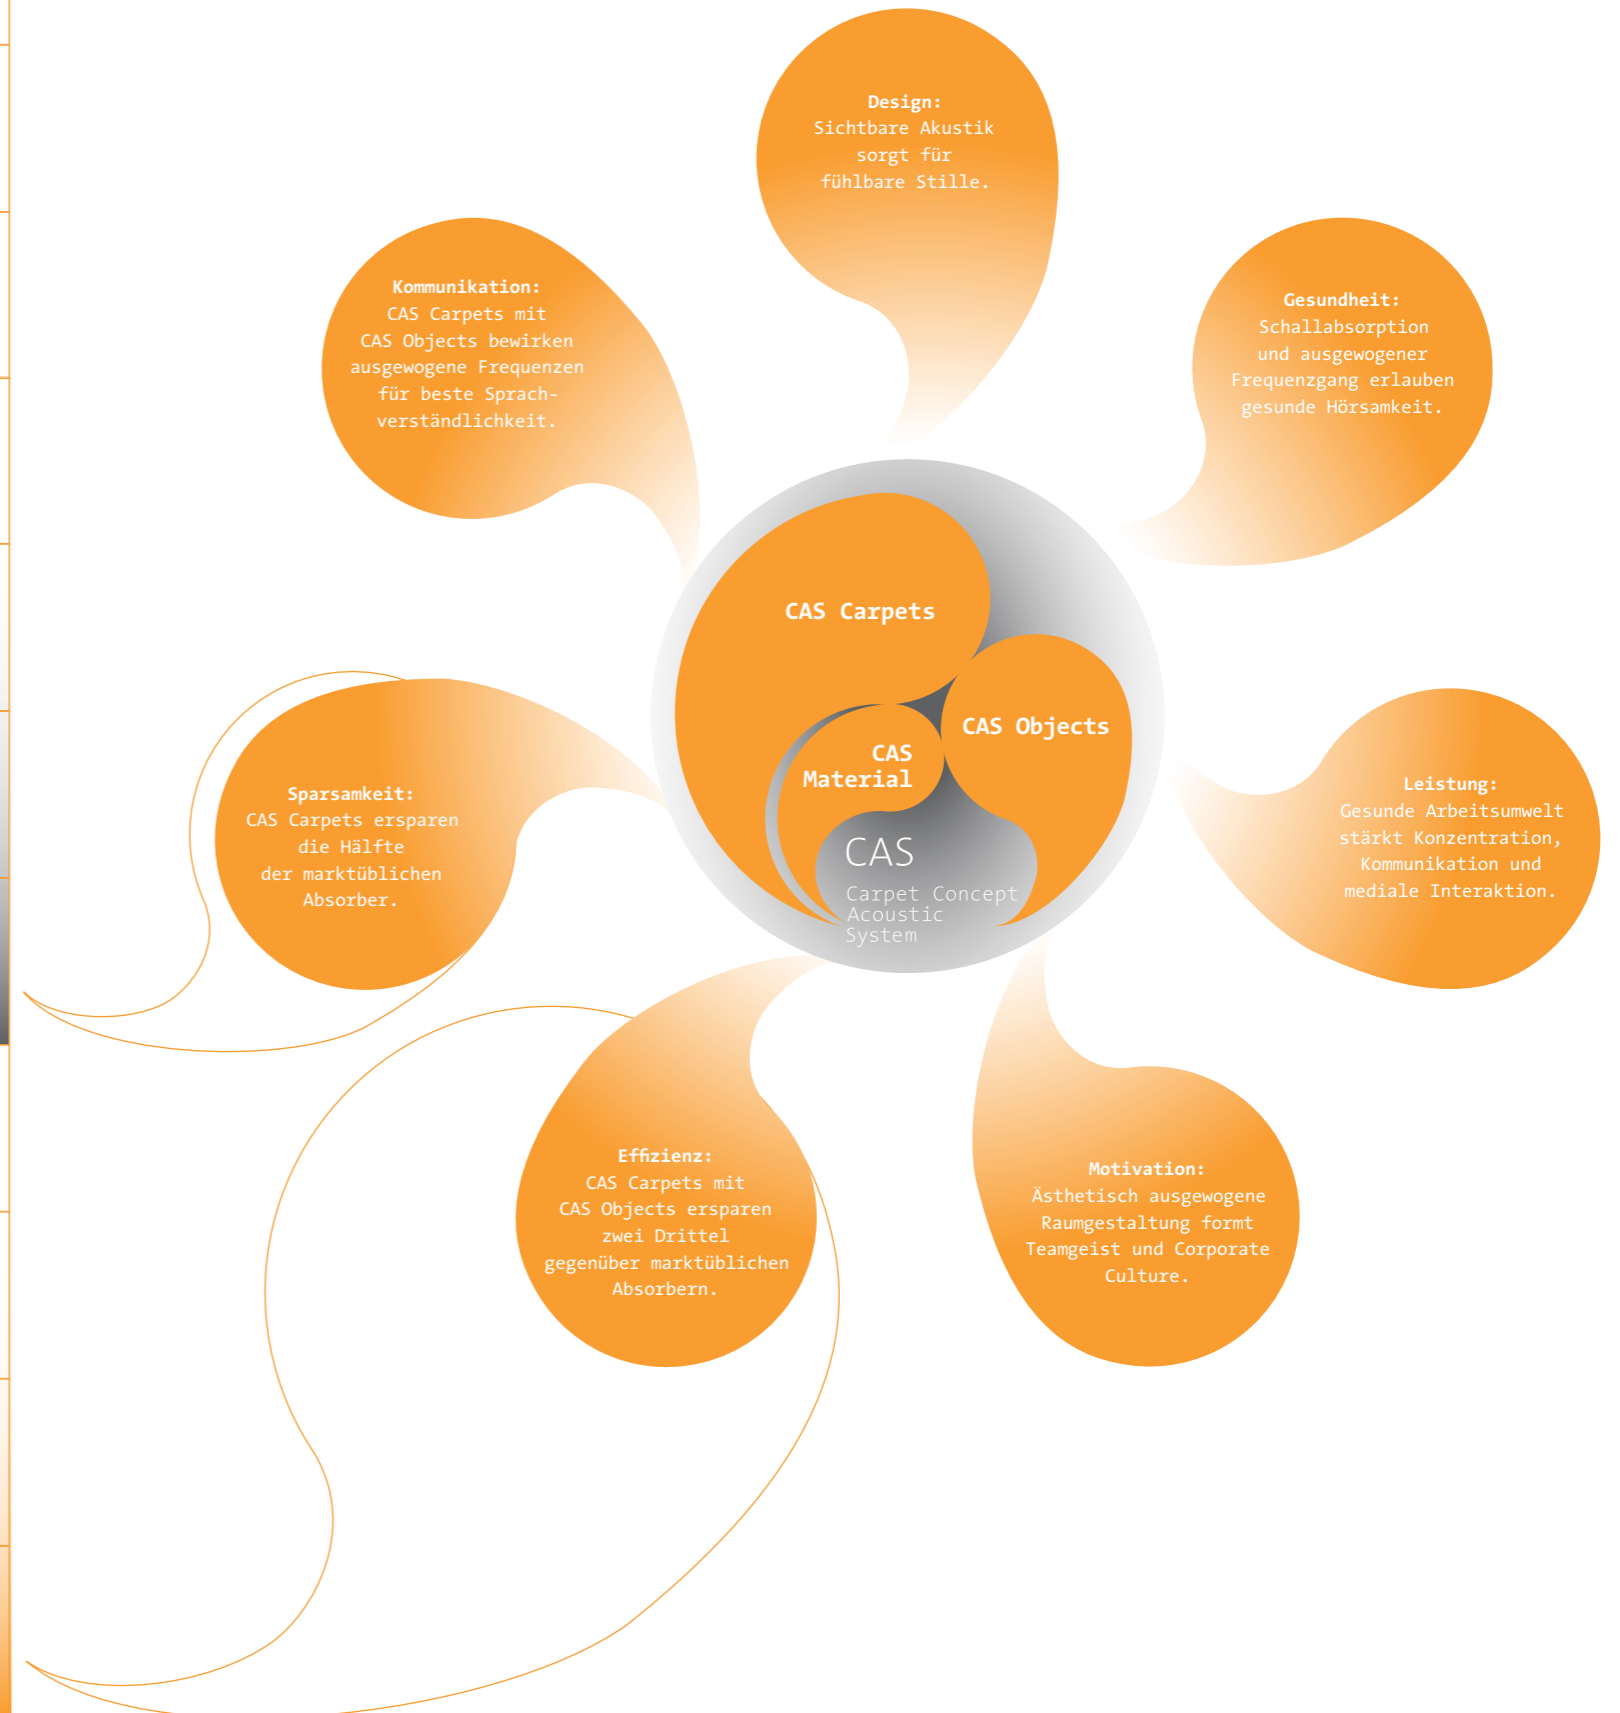 Design:
Sichtbare Akustik
sorgt für
fühlbare Stille.
Kommunikation:
CAS Carpets mit
CAS Objects bewirken
ausgewogene Frequenzen
für beste Sprach-
verständlichkeit.
Gesundheit:
Schallabsorption
und ausgewogener
Frequenzgang erlauben
gesunde Hörsamkeit.
CAS Carpets
CAS Objects
CAS
Material
CAS
Carpet Concept
Acoustic
System
Sparsamkeit:
CAS Carpets ersparen
die Hälfte
der marktüblichen
Absorber.
Leistung:
Gesunde Arbeitsumwelt
stärkt Konzentration,
Kommunikation und
mediale Interaktion.
Effizienz:
CAS Carpets mit
CAS Objects ersparen
zwei Drittel
gegenüber marktüblichen
Absorbern.
Motivation:
Ästhetisch ausgewogene
Raumgestaltung formt
Teamgeist und Corporate
Culture.